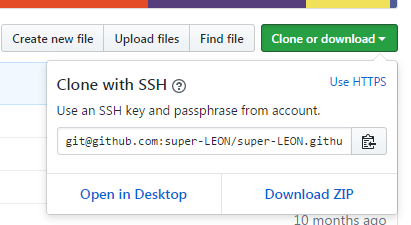 Create new file Upload files Find file Clone or download
Clone with SSH Use HTTPS
Use an SSH key and passphrase from account.
git@github.com:super-LEON/super-LEON.githu
Open in Desktop Download ZIP
10 months ago